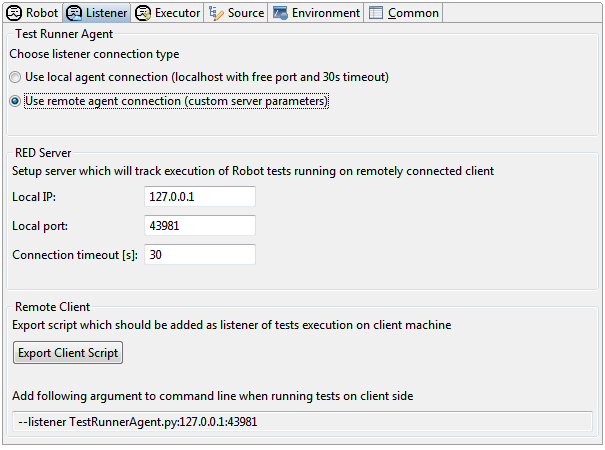 Robot Listener Executor Source Environment Common
Test Runner Agent
Choose listener connection type
Use local agent connection (localhost with free port and 30s timeout)
Use remote agent connection (custom server parameters)
RED Server
Setup server which will track execution of Robot tests running on remotely connected client
Local IP: 127.0.0.1
Local port: 43981
Connection timeout [s]: 30
Remote Client
Export script which should be added as listener of tests execution on client machine
Export Client Script
Add following argument to command line when running tests on client side
--listener TestRunnerAgent.py:127.0.0.1:43981